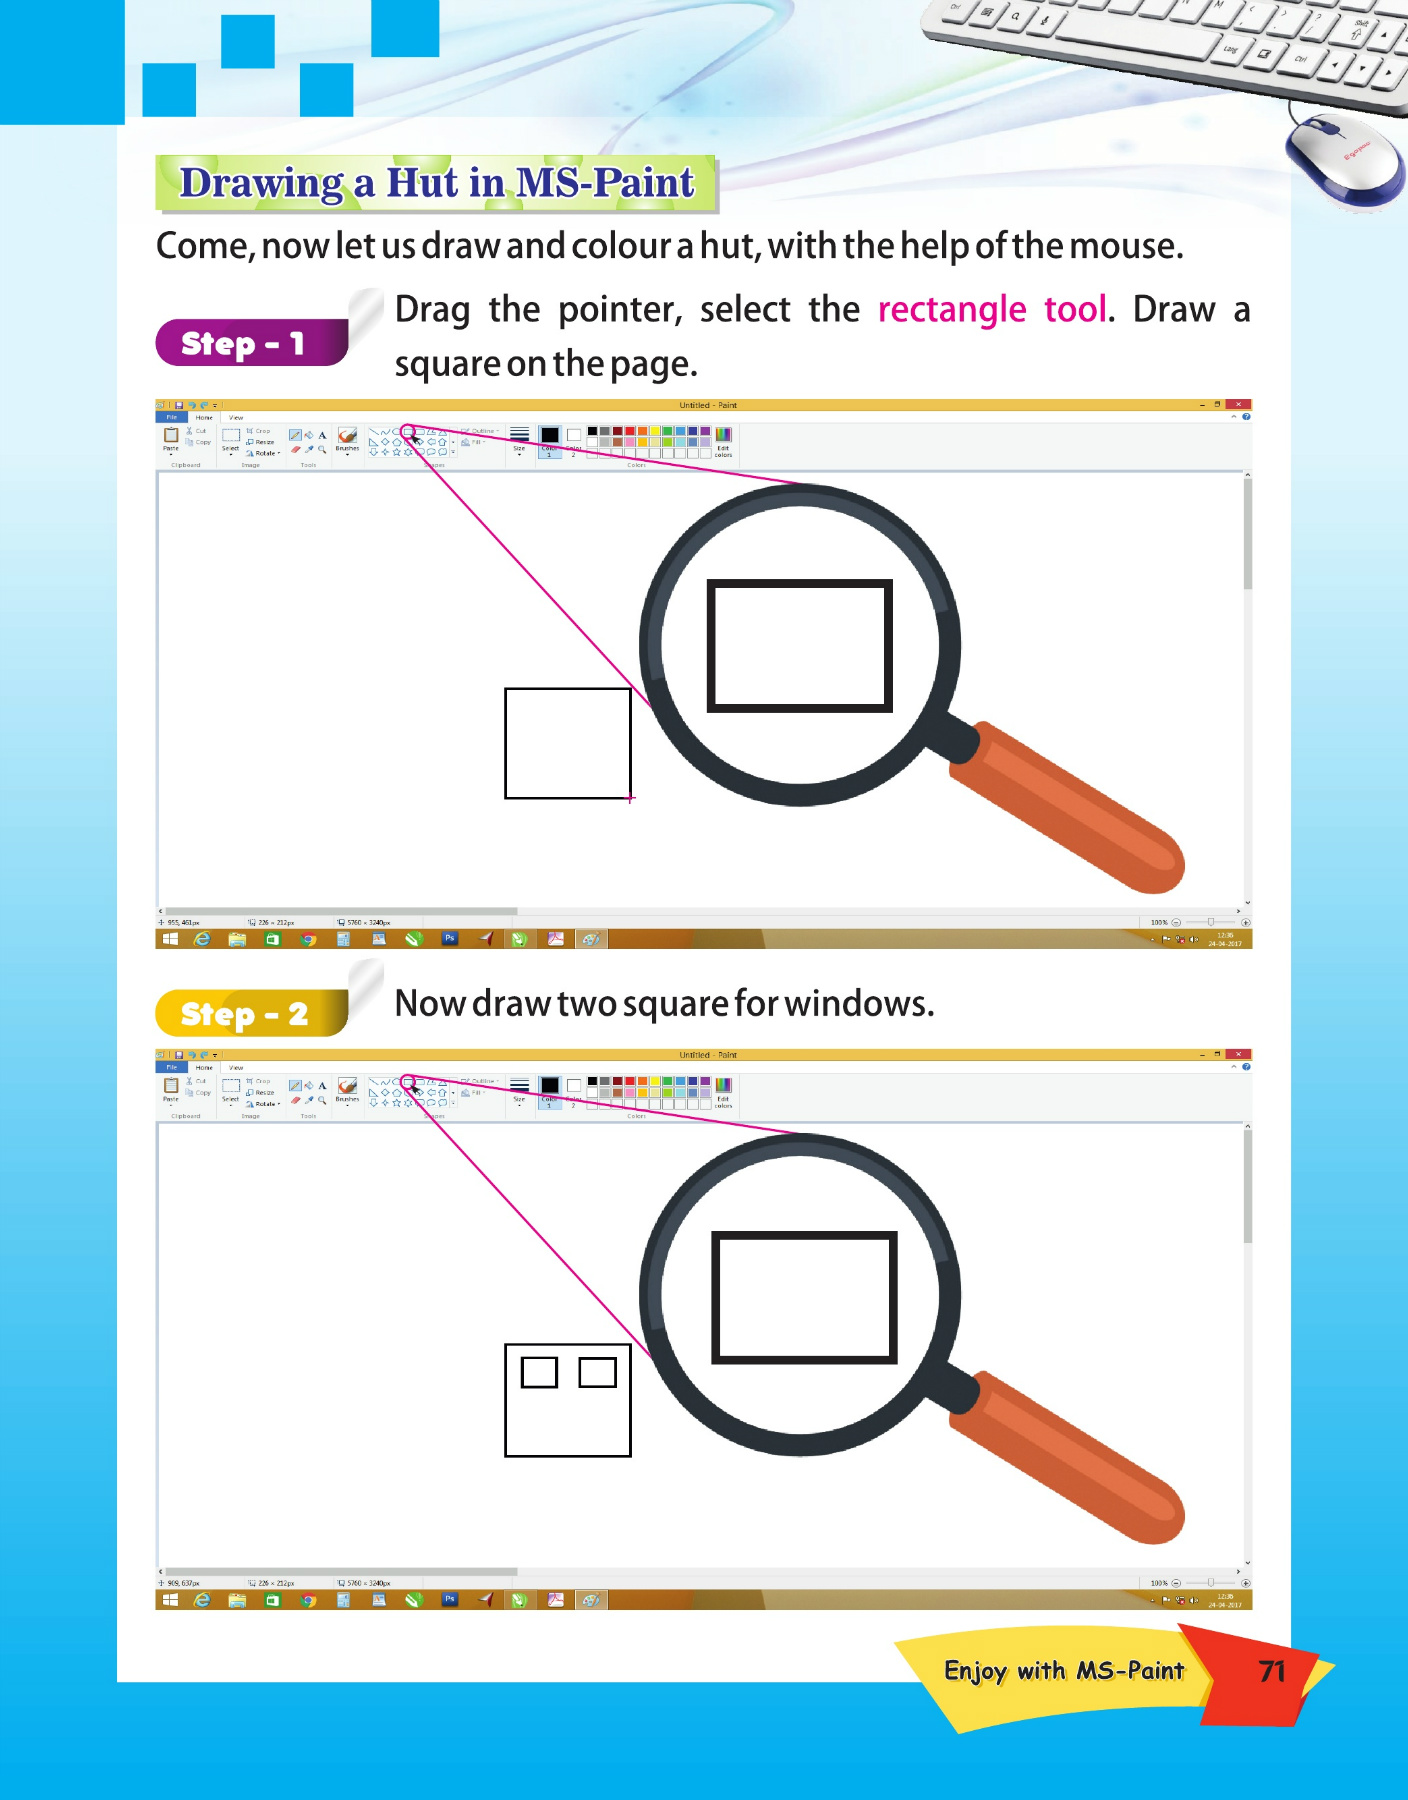 Drawing a Hut in MS-Paint
Come, now let us draw and colour a hut, with the help of the mouse.
Step - 1
Drag the pointer, select the rectangle tool. Draw a
square on the page.
Untitled - Paint
File Home View
Cut Crop Outline
Copy Resize Fill
Paste Select Rotate Brushes Size Color 1 Color 2 Edit colors
Clipboard Image Tools Shapes Colors
955, 461px 226 × 212px 5760 × 3240px 100%
Ps 12:36
24-04-2017
Step - 2
Now draw two square for windows.
Untitled - Paint
File Home View
Cut Crop Outline
Copy Resize Fill
Paste Select Rotate Brushes Size Color 1 Color 2 Edit colors
Clipboard Image Tools Shapes Colors
909, 637px 226 × 212px 5760 × 3240px 100%
Ps 12:36
24-04-2017
Enjoy with MS-Paint 71